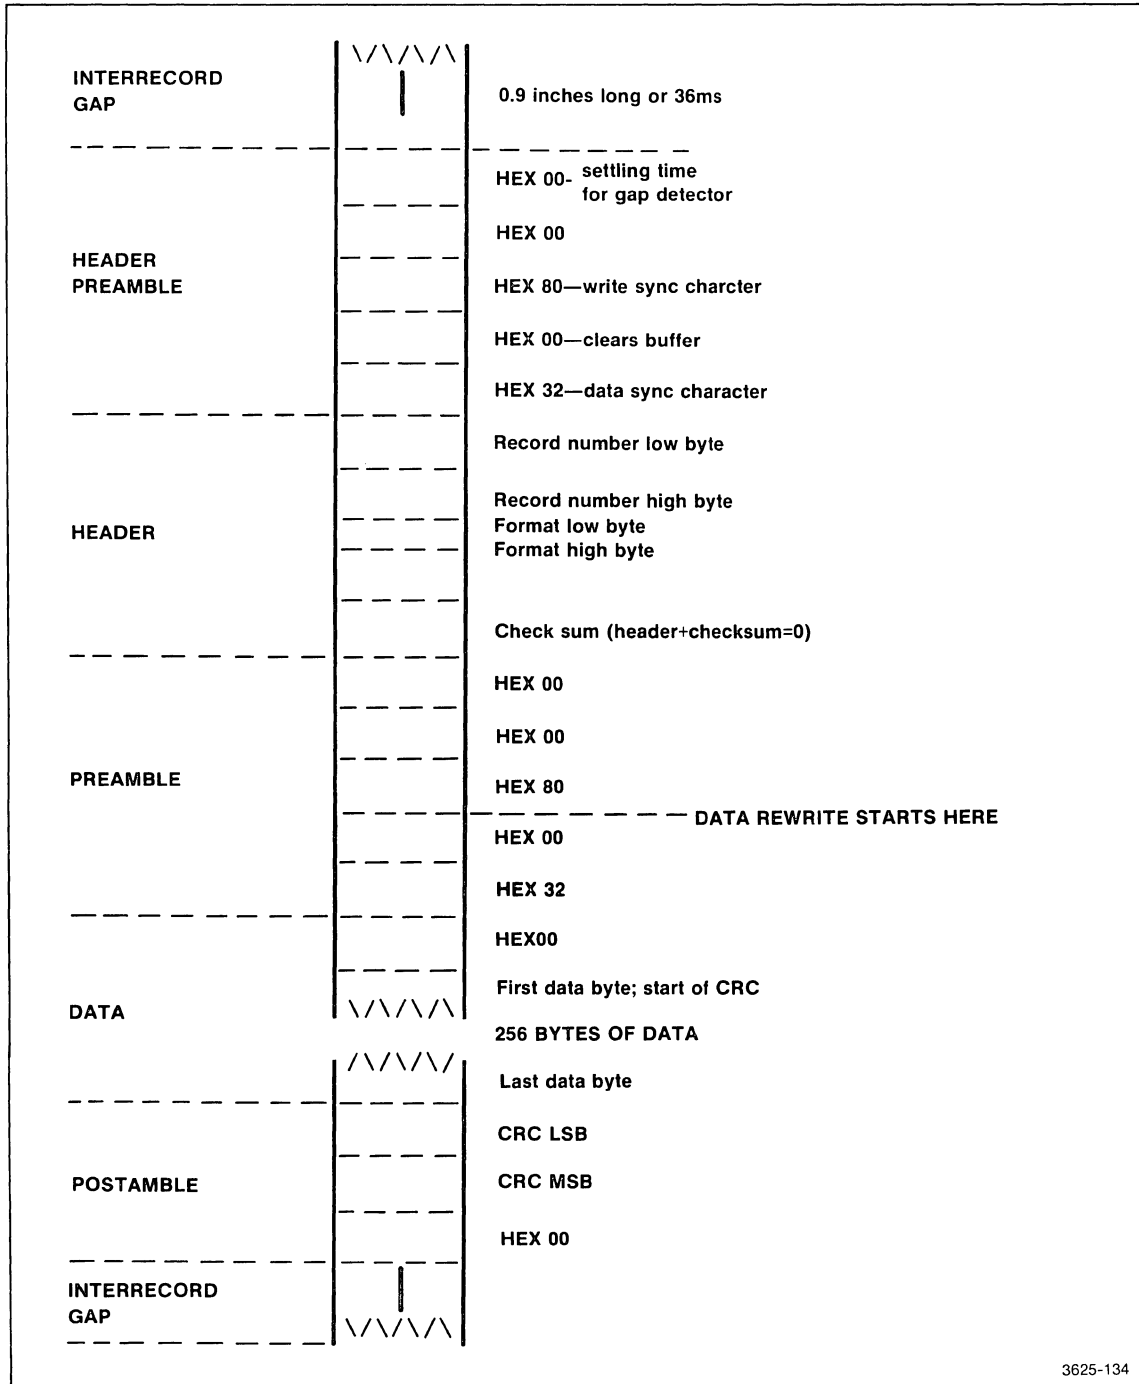 INTERRECORD
GAP
0.9 inches long or 36ms
HEX 00- settling time
for gap detector
HEX 00
HEADER
PREAMBLE
HEX 80—write sync charcter
HEX 00—clears buffer
HEX 32—data sync character
Record number low byte
Record number high byte
HEADER
Format low byte
Format high byte
Check sum (header+checksum=0)
HEX 00
HEX 00
PREAMBLE
HEX 80
DATA REWRITE STARTS HERE
HEX 00
HEX 32
HEX00
First data byte; start of CRC
DATA
256 BYTES OF DATA
Last data byte
CRC LSB
POSTAMBLE
CRC MSB
HEX 00
INTERRECORD
GAP
3625-134